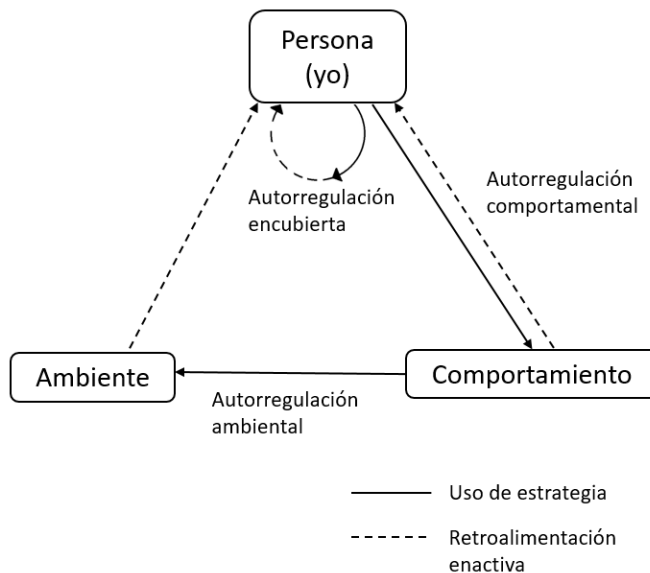 Persona
(yo)
Autorregulación
encubierta
Autorregulación
comportamental
Ambiente
Comportamiento
Autorregulación
ambiental
Uso de estrategia
Retroalimentación
enactiva